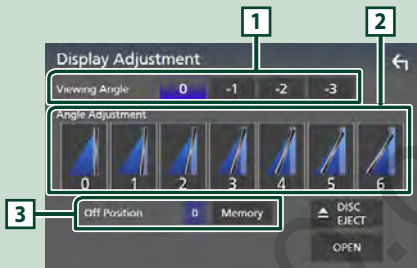 1
2
Display Adjustment
Viewing Angle 0 -1 -2 -3
Angle Adjustment
0 1 2 3 4 5 6
3
Off Position 0 Memory
DISC
EJECT
OPEN